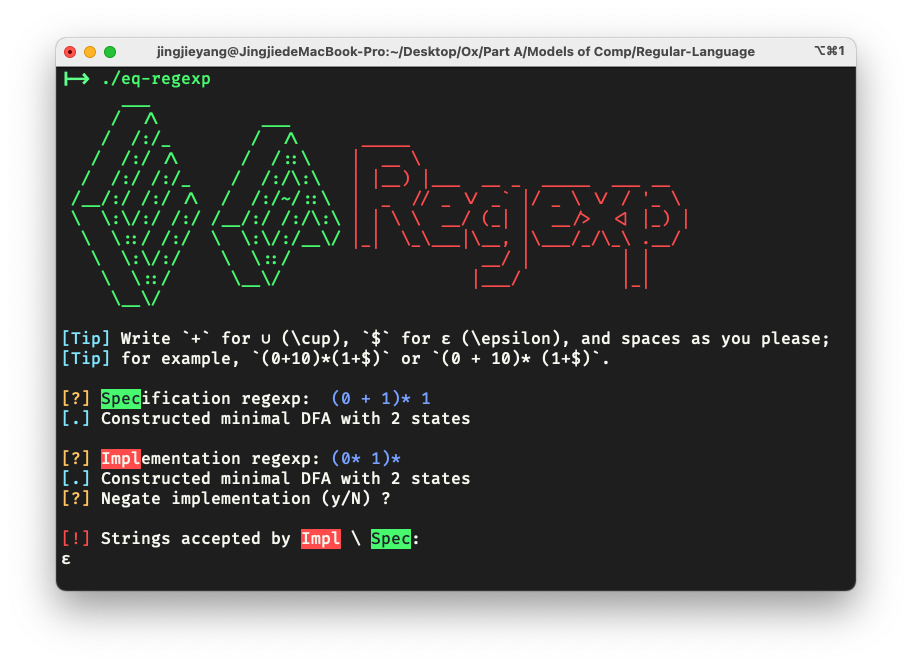 jingjieyang@JingjiedeMacBook-Pro:~/Desktop/Ox/Part A/Models of Comp/Regular-Language ⌥⌘1
↦ ./eq-regexp
EQ Regexp
[Tip] Write `+` for ∪ (\cup), `$` for ε (\epsilon), and spaces as you please;
[Tip] for example, `(0+10)*(1+$)` or `(0 + 10)* (1+$)`.
[?] Specification regexp: (0 + 1)* 1
[.] Constructed minimal DFA with 2 states
[?] Implementation regexp: (0* 1)*
[.] Constructed minimal DFA with 2 states
[?] Negate implementation (y/N) ?
[!] Strings accepted by Impl \ Spec:
ε